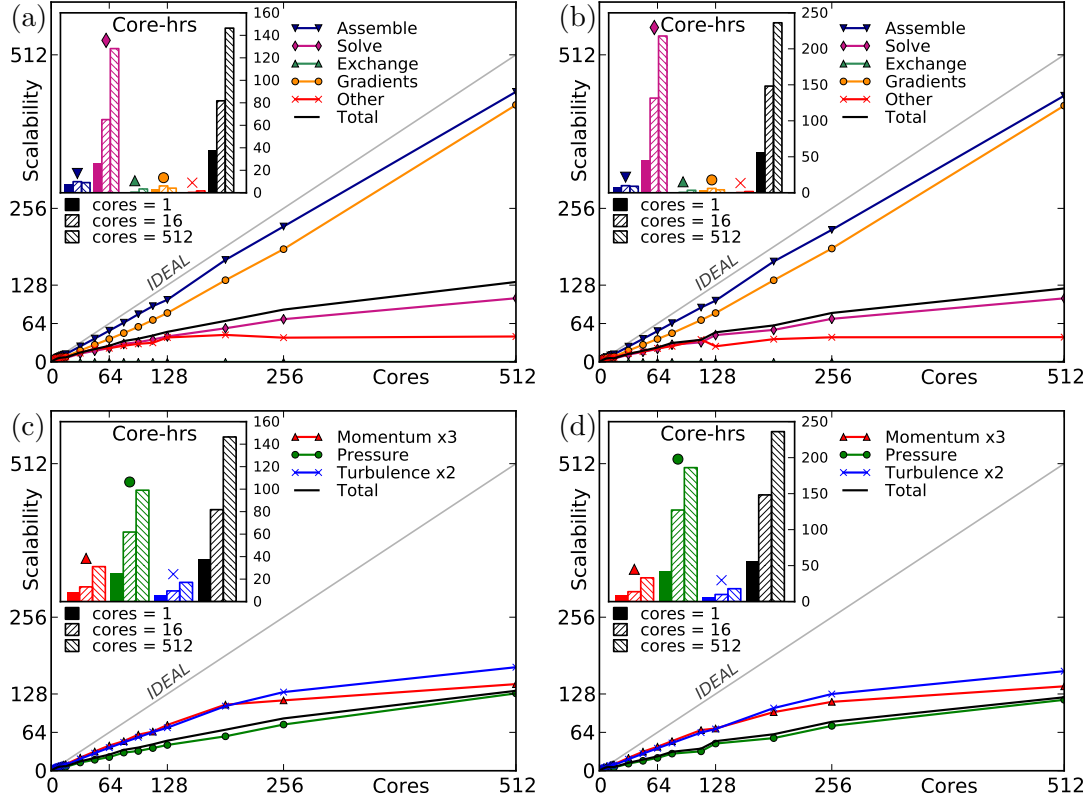 (a)
Scalability
512
256
128
64
0
Core-hrs
160
140
120
100
80
60
40
20
0
Assemble
Solve
Exchange
Gradients
Other
Total
cores = 1
cores = 16
cores = 512
IDEAL
0 64 128 256 Cores 512
(b)
Scalability
512
256
128
64
0
Core-hrs
250
200
150
100
50
0
Assemble
Solve
Exchange
Gradients
Other
Total
cores = 1
cores = 16
cores = 512
IDEAL
0 64 128 256 Cores 512
(c)
Scalability
512
256
128
64
0
Core-hrs
160
140
120
100
80
60
40
20
0
Momentum x3
Pressure
Turbulence x2
Total
cores = 1
cores = 16
cores = 512
IDEAL
0 64 128 256 Cores 512
(d)
Scalability
512
256
128
64
0
Core-hrs
250
200
150
100
50
0
Momentum x3
Pressure
Turbulence x2
Total
cores = 1
cores = 16
cores = 512
IDEAL
0 64 128 256 Cores 512